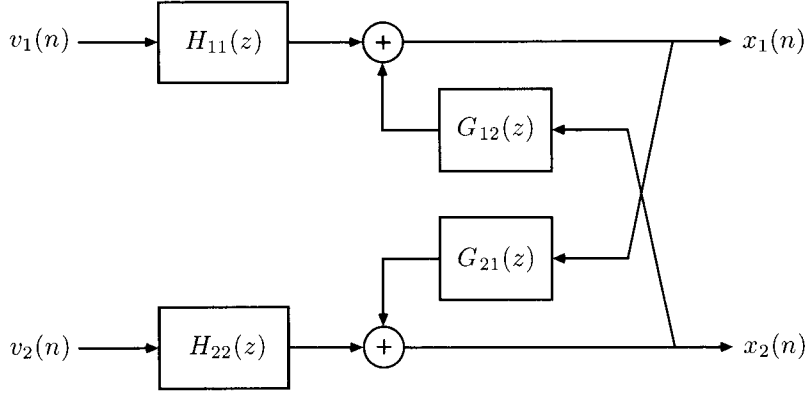 v₁(n) H₁₁(z) + x₁(n)
G₁₂(z)
G₂₁(z)
v₂(n) H₂₂(z) + x₂(n)